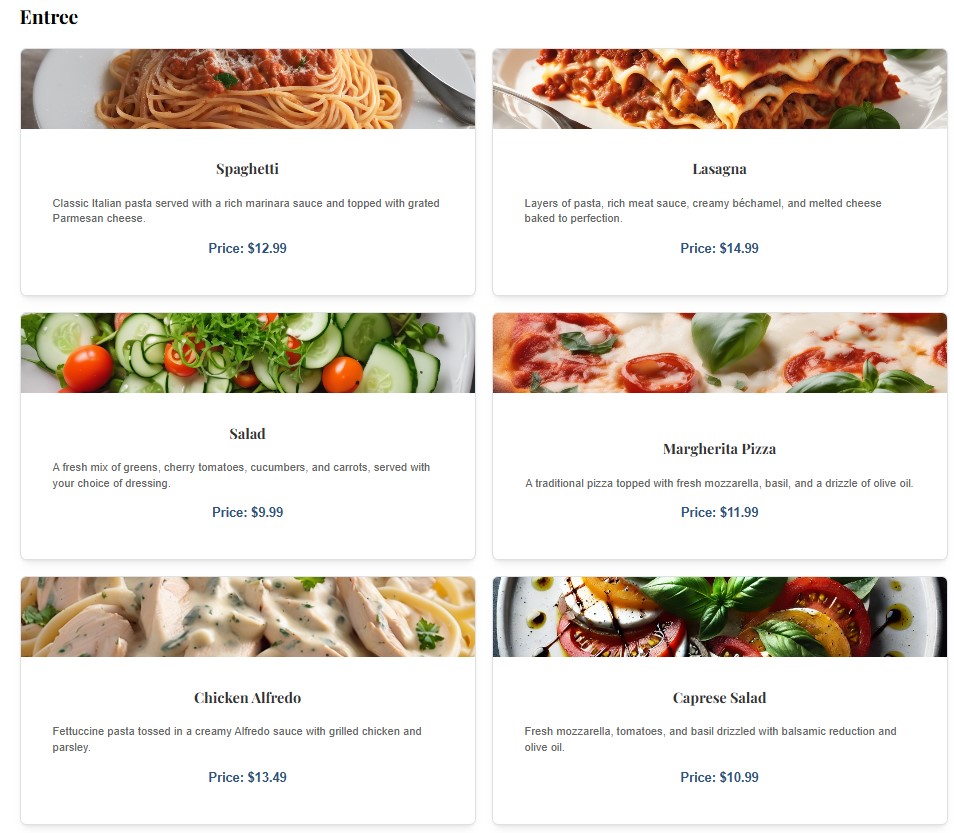 Entree
Spaghetti
Classic Italian pasta served with a rich marinara sauce and topped with grated
Parmesan cheese.
Price: $12.99
Lasagna
Layers of pasta, rich meat sauce, creamy béchamel, and melted cheese
baked to perfection.
Price: $14.99
Salad
A fresh mix of greens, cherry tomatoes, cucumbers, and carrots, served with
your choice of dressing.
Price: $9.99
Margherita Pizza
A traditional pizza topped with fresh mozzarella, basil, and a drizzle of olive oil.
Price: $11.99
Chicken Alfredo
Fettuccine pasta tossed in a creamy Alfredo sauce with grilled chicken and
parsley.
Price: $13.49
Caprese Salad
Fresh mozzarella, tomatoes, and basil drizzled with balsamic reduction and
olive oil.
Price: $10.99